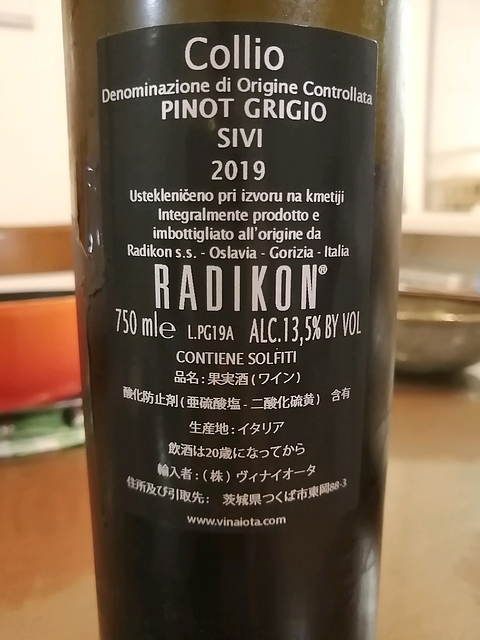 Collio
Denominazione di Origine Controllata
PINOT GRIGIO
SIVI
2019
Ustekleničeno pri izvoru na kmetiji
Integralmente prodotto e
imbottigliato all'origine da
Radikon s.s. - Oslavia - Gorizia - Italia
RADIKON®
750 ml℮ L.PG19A ALC.13,5% BY VOL
CONTIENE SOLFITI
品名:果実酒(ワイン)
酸化防止剤(亜硫酸塩-二酸化硫黄) 含有
生産地:イタリア
飲酒は20歳になってから
輸入者:(株)ヴィナイオータ
住所及び引取先: 茨城県つくば市東岡88-3
www.vinaiota.com